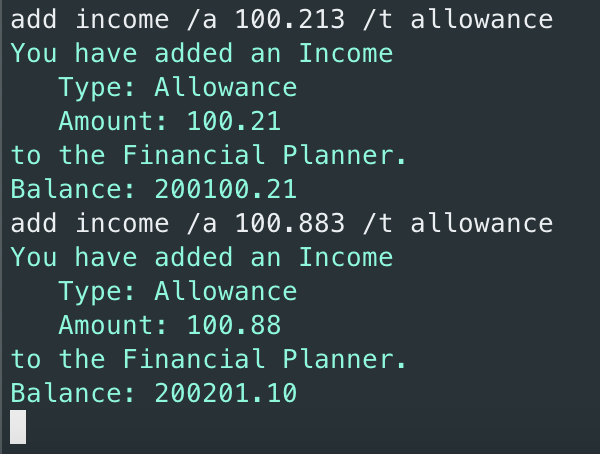 add income /a 100.213 /t allowance
You have added an Income
   Type: Allowance
   Amount: 100.21
to the Financial Planner.
Balance: 200100.21
add income /a 100.883 /t allowance
You have added an Income
   Type: Allowance
   Amount: 100.88
to the Financial Planner.
Balance: 200201.10